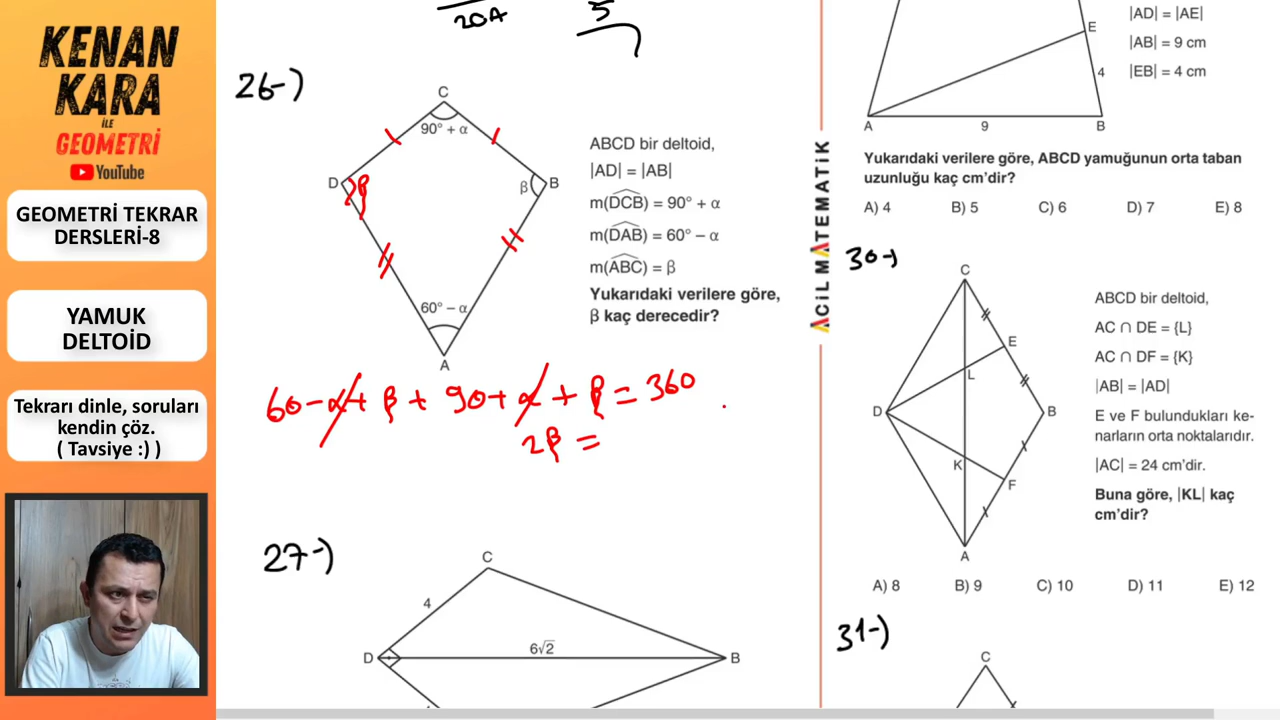 KENAN
KARA
İLE
GEOMETRİ
YouTube
GEOMETRİ TEKRAR
DERSLERİ-8
YAMUK
DELTOİD
Tekrarı dinle, soruları
kendin çöz.
( Tavsiye :) )
20A
5
26-)
C
90° + α
D
β
β
B
60° – α
A
ABCD bir deltoid,
|AD| = |AB|
m(DCB) = 90° + α
m(DAB) = 60° – α
m(ABC) = β
Yukarıdaki verilere göre,
β kaç derecedir?
60-α+β+90+α+β=360
2β =
27-)
C
4
D
6√2
B
ACİL MATEMATİK
E
4
A
9
B
|AD| = |AE|
|AB| = 9 cm
|EB| = 4 cm
Yukarıdaki verilere göre, ABCD yamuğunun orta taban
uzunluğu kaç cm'dir?
A) 4 B) 5 C) 6 D) 7 E) 8
30-)
C
E
L
D
B
K
F
A
ABCD bir deltoid,
AC ∩ DE = {L}
AC ∩ DF = {K}
|AB| = |AD|
E ve F bulundukları ke-
narların orta noktalarıdır.
|AC| = 24 cm'dir.
Buna göre, |KL| kaç
cm'dir?
A) 8 B) 9 C) 10 D) 11 E) 12
31-)
C